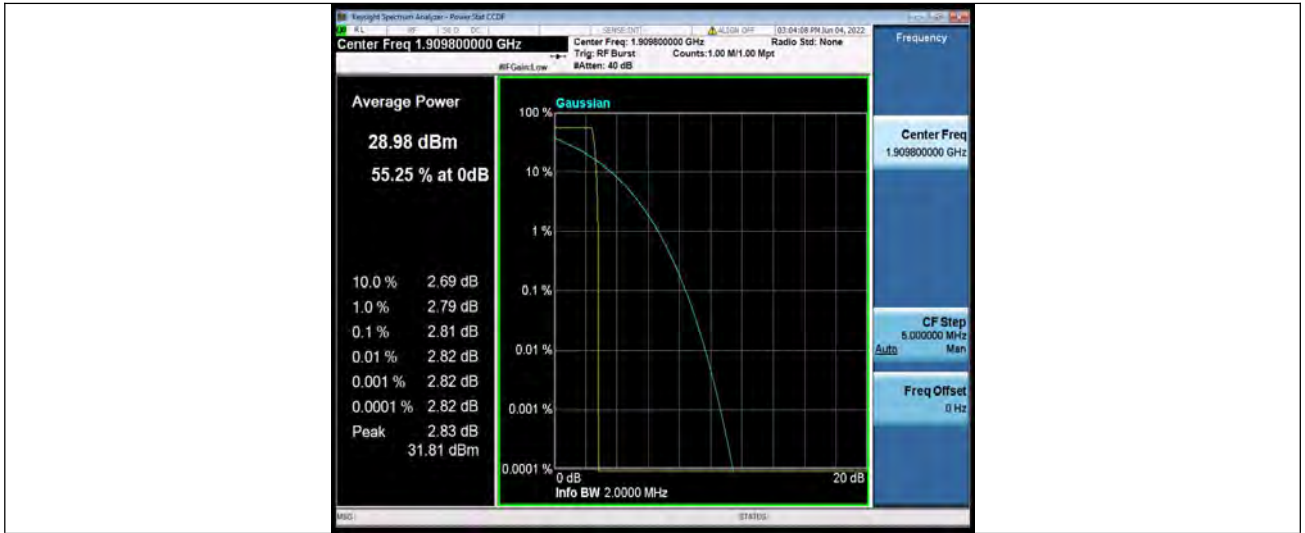 Keysight Spectrum Analyzer - Power Stat CCDF
RL RF 50 Ω DC SENSE:INT ALIGN OFF 03:04:08 PM Jun 04, 2022
Center Freq 1.909800000 GHz
Center Freq: 1.909800000 GHz Radio Std: None
Trig: RF Burst Counts:1.00 M/1.00 Mpt
#IFGain:Low #Atten: 40 dB
Frequency
Average Power
28.98 dBm
55.25 % at 0dB
10.0 % 2.69 dB
1.0 % 2.79 dB
0.1 % 2.81 dB
0.01 % 2.82 dB
0.001 % 2.82 dB
0.0001 % 2.82 dB
Peak 2.83 dB
31.81 dBm
Gaussian
100 %
10 %
1 %
0.1 %
0.01 %
0.001 %
0.0001 %
0 dB 20 dB
Info BW 2.0000 MHz
Center Freq
1.909800000 GHz
CF Step
5.000000 MHz
Auto Man
Freq Offset
0 Hz
MSG STATUS